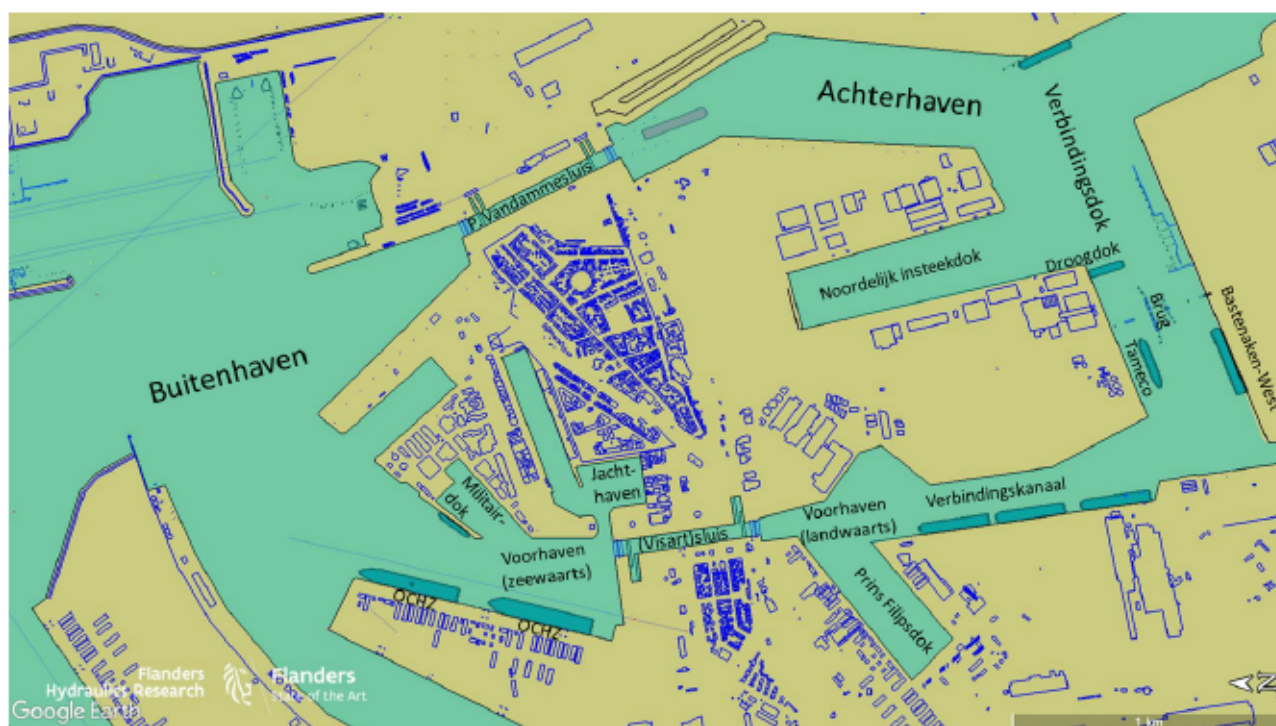 Achterhaven
Verbindingsdok
P. Vandammesluis
Noordelijk insteekdok
Droogdok
Brug
Bastenaken-West
Tameco
Buitenhaven
Jacht-
haven
Militair-
dok
Voorhaven
(landwaarts)
Verbindingskanaal
(Visart)sluis
Voorhaven
(zeewaarts)
Prins Filipsdok
OCHZ
OCHZ
Flanders
Hydraulics Research
Flanders
State of the Art
Google Earth
N
1 km